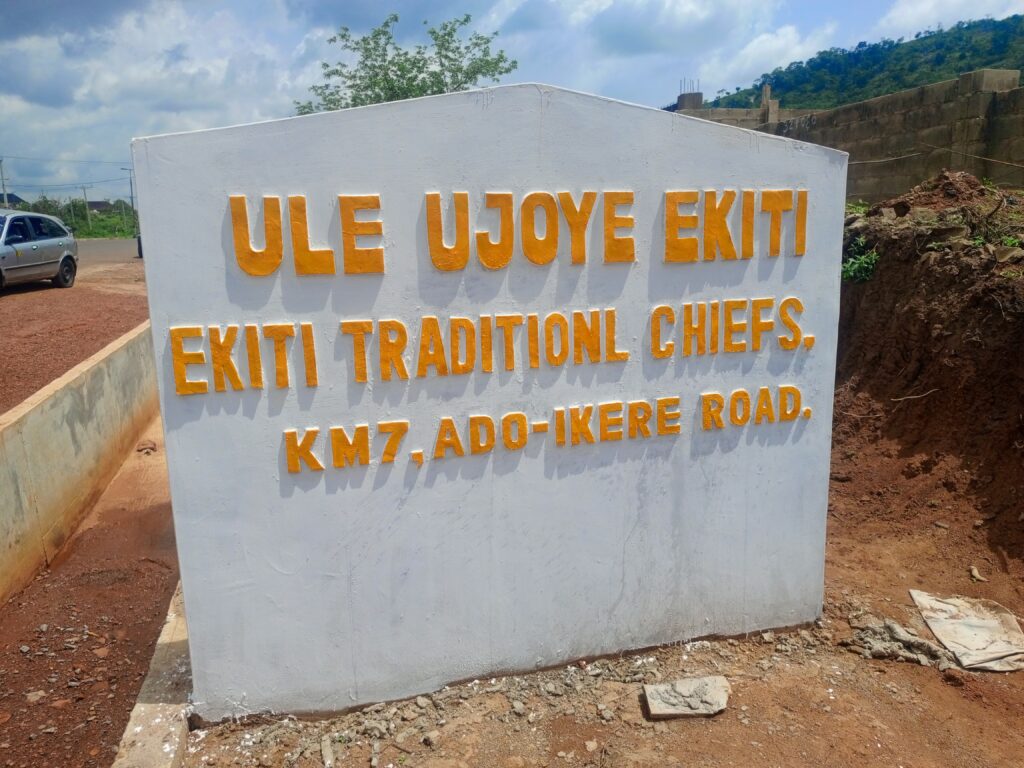 ULE UJOYE EKITI
EKITI TRADITIONL CHIEFS.
KM7, ADO-IKERE ROAD.